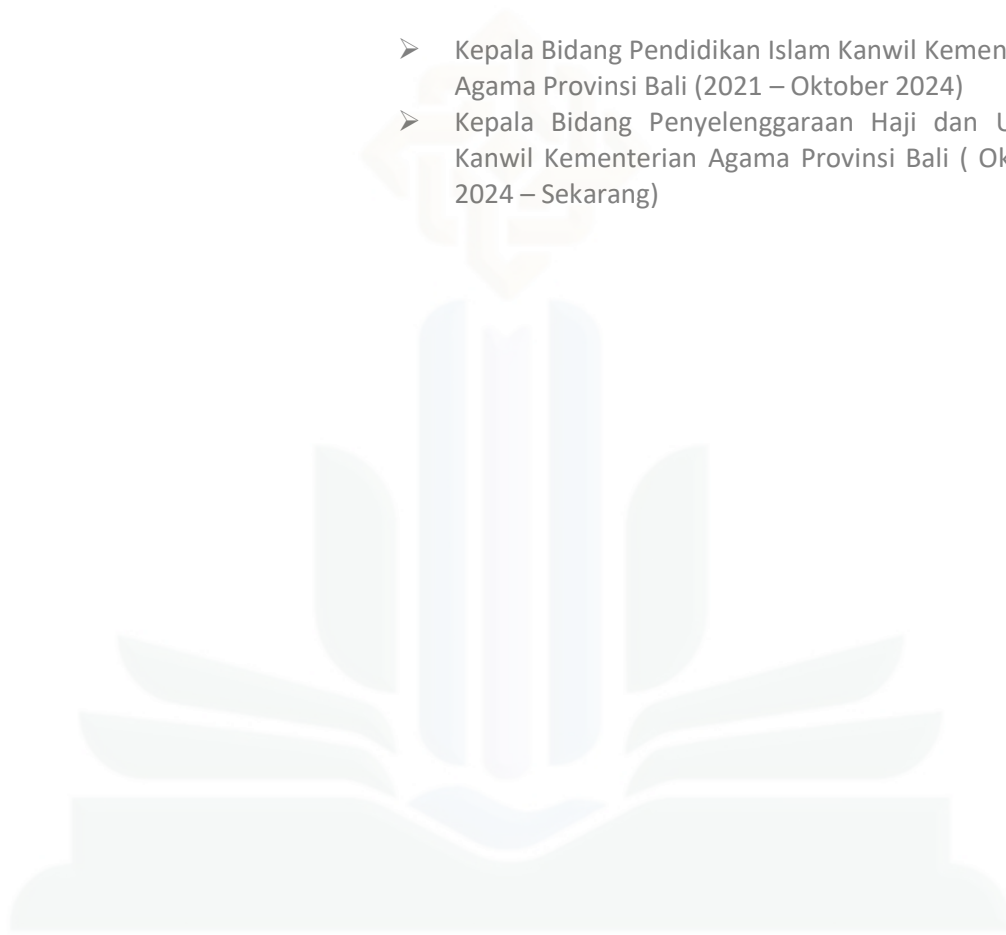 ➢ Kepala Bidang Pendidikan Islam Kanwil Kemen
Agama Provinsi Bali (2021 – Oktober 2024)
➢ Kepala Bidang Penyelenggaraan Haji dan U
Kanwil Kementerian Agama Provinsi Bali ( Ok
2024 – Sekarang)